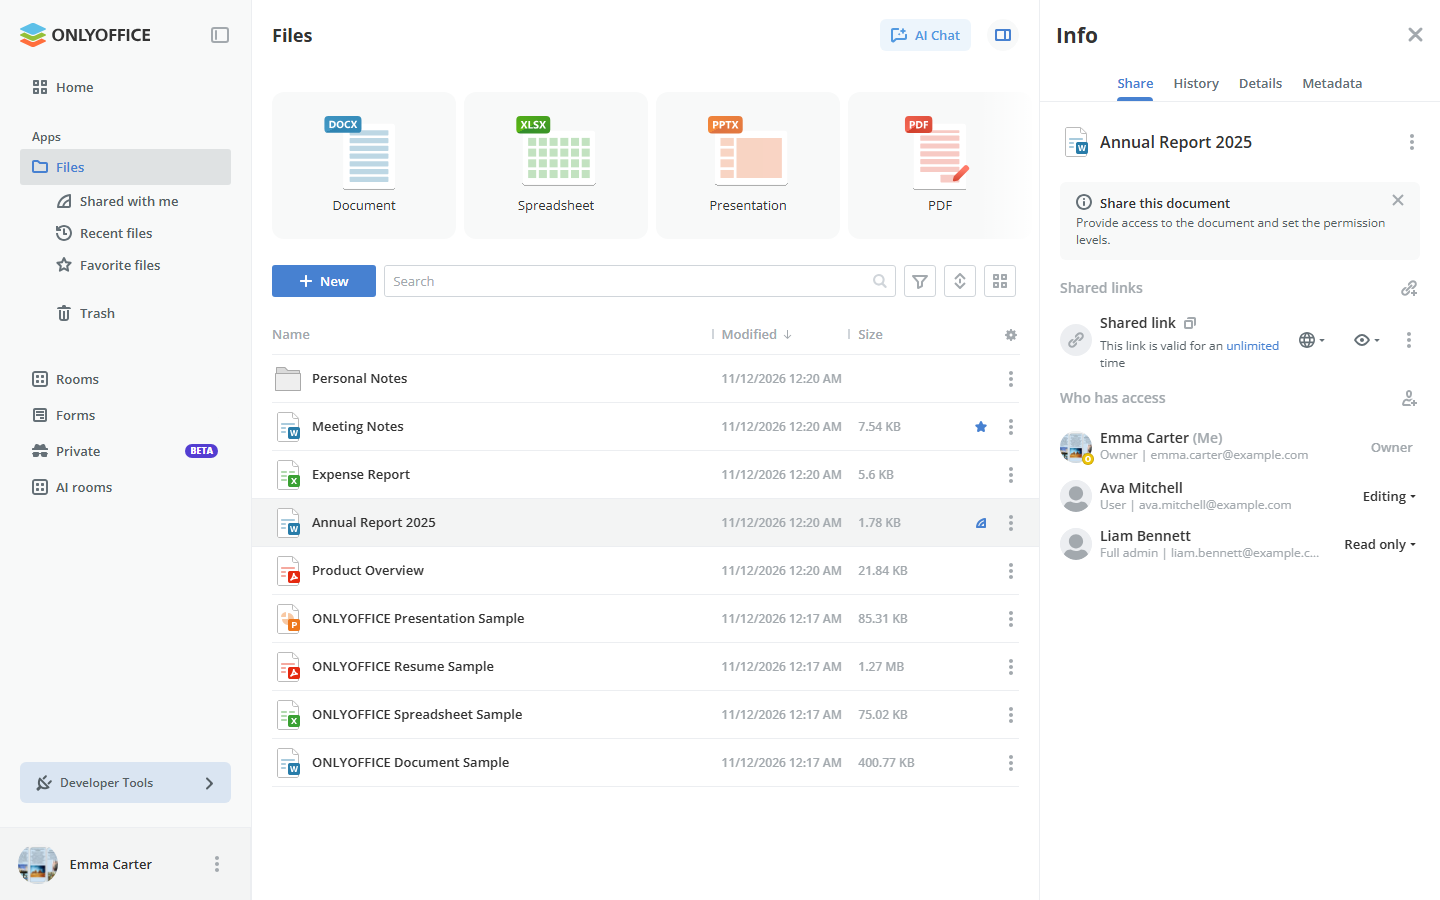 ONLYOFFICE
Home
Apps
Files
Shared with me
Recent files
Favorite files
Trash
Rooms
Forms
Private BETA
AI rooms
Developer Tools
Emma Carter
Files
AI Chat
DOCX
Document
XLSX
Spreadsheet
PPTX
Presentation
PDF
PDF
New
Search
Name Modified Size
Personal Notes 11/12/2026 12:20 AM
W
Meeting Notes 11/12/2026 12:20 AM 7.54 KB
X
Expense Report 11/12/2026 12:20 AM 5.6 KB
W
Annual Report 2025 11/12/2026 12:20 AM 1.78 KB
Product Overview 11/12/2026 12:20 AM 21.84 KB
P
ONLYOFFICE Presentation Sample 11/12/2026 12:17 AM 85.31 KB
ONLYOFFICE Resume Sample 11/12/2026 12:17 AM 1.27 MB
X
ONLYOFFICE Spreadsheet Sample 11/12/2026 12:17 AM 75.02 KB
W
ONLYOFFICE Document Sample 11/12/2026 12:17 AM 400.77 KB
Info
Share History Details Metadata
W
Annual Report 2025
Share this document
Provide access to the document and set the permission
levels.
Shared links
Shared link
This link is valid for an unlimited
time
Who has access
Emma Carter (Me)
Owner | emma.carter@example.com
Owner
Ava Mitchell
User | ava.mitchell@example.com
Editing
Liam Bennett
Full admin | liam.bennett@example.c...
Read only